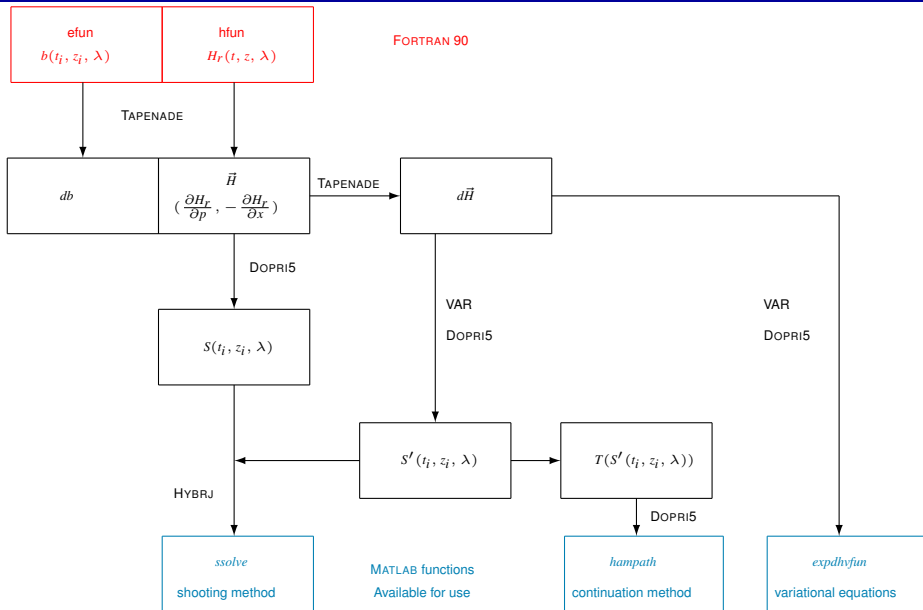 efun
b(t_i, z_i, λ)
hfun
H_r(t, z, λ)
FORTRAN 90
TAPENADE
db
H⃗
(∂H_r/∂p, − ∂H_r/∂x)
TAPENADE
dH⃗
DOPRI5
VAR
DOPRI5
VAR
DOPRI5
S(t_i, z_i, λ)
S′(t_i, z_i, λ)
T(S′(t_i, z_i, λ))
HYBRJ
DOPRI5
ssolve
shooting method
MATLAB functions
Available for use
hampath
continuation method
expdhvfun
variational equations